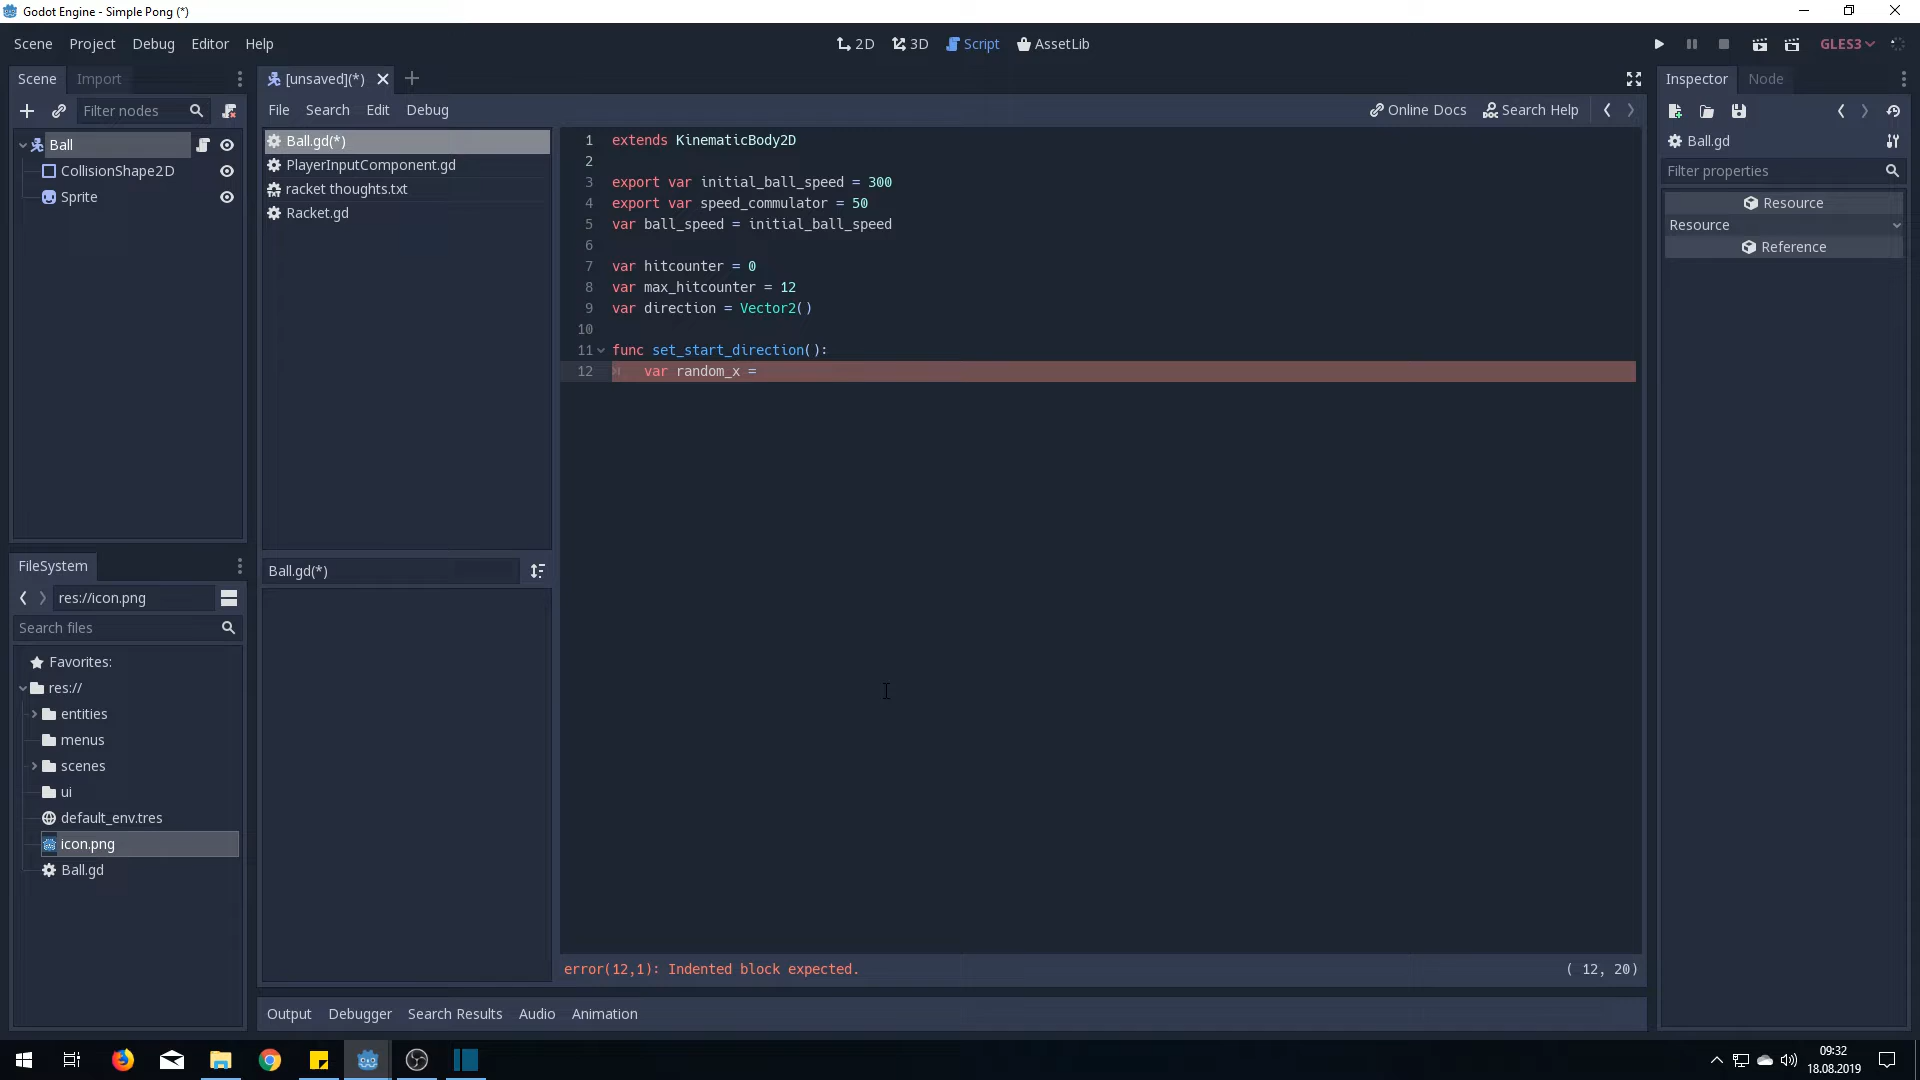 Godot Engine - Simple Pong (*)
Scene Project Debug Editor Help
2D 3D Script AssetLib
GLES3
Scene Import
Filter nodes
Ball
CollisionShape2D
Sprite
FileSystem
res://icon.png
Search files
Favorites:
res://
entities
menus
scenes
ui
default_env.tres
icon.png
Ball.gd
[unsaved](*)
File Search Edit Debug
Online Docs Search Help
Ball.gd(*)
PlayerInputComponent.gd
racket thoughts.txt
Racket.gd
Ball.gd(*)
1 extends KinematicBody2D
2
3 export var initial_ball_speed = 300
4 export var speed_commulator = 50
5 var ball_speed = initial_ball_speed
6
7 var hitcounter = 0
8 var max_hitcounter = 12
9 var direction = Vector2()
10
11 func set_start_direction():
12 var random_x =
error(12,1): Indented block expected.
( 12, 20)
Output Debugger Search Results Audio Animation
Inspector Node
Ball.gd
Filter properties
Resource
Resource
Reference
09:32
18.08.2019